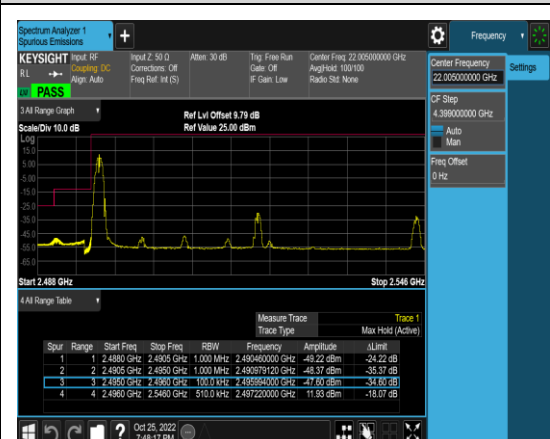 Spectrum Analyzer 1
Spurious Emissions
+
Frequency
KEYSIGHT
RL
Input: RF
Coupling: DC
Align: Auto
Input Z: 50 Ω
Corrections: Off
Freq Ref: Int (S)
Atten: 30 dB
Trig: Free Run
Gate: Off
IF Gain: Low
Center Freq: 22.005000000 GHz
Avg|Hold: 100/100
Radio Std: None
PASS
Center Frequency
22.005000000 GHz
Settings
CF Step
4.399000000 GHz
Auto
Man
Freq Offset
0 Hz
3 All Range Graph
Scale/Div 10.0 dB
Ref Lvl Offset 9.79 dB
Ref Value 25.00 dBm
Log
15.0
5.00
-5.00
-15.0
-25.0
-35.0
-45.0
-55.0
-65.0
Start 2.488 GHz
Stop 2.546 GHz
4 All Range Table
Measure Trace Trace 1
Trace Type Max Hold (Active)
Spur Range Start Freq Stop Freq RBW Frequency Amplitude ΔLimit
1 1 2.4880 GHz 2.4905 GHz 1.000 MHz 2.490460000 GHz -49.22 dBm -24.22 dB
2 2 2.4905 GHz 2.4950 GHz 1.000 MHz 2.490979120 GHz -48.37 dBm -35.37 dB
3 3 2.4950 GHz 2.4960 GHz 100.0 kHz 2.495994000 GHz -47.60 dBm -34.60 dB
4 4 2.4960 GHz 2.5460 GHz 510.0 kHz 2.497220000 GHz 11.93 dBm -18.07 dB
?
Oct 25, 2022
7:48:17 PM